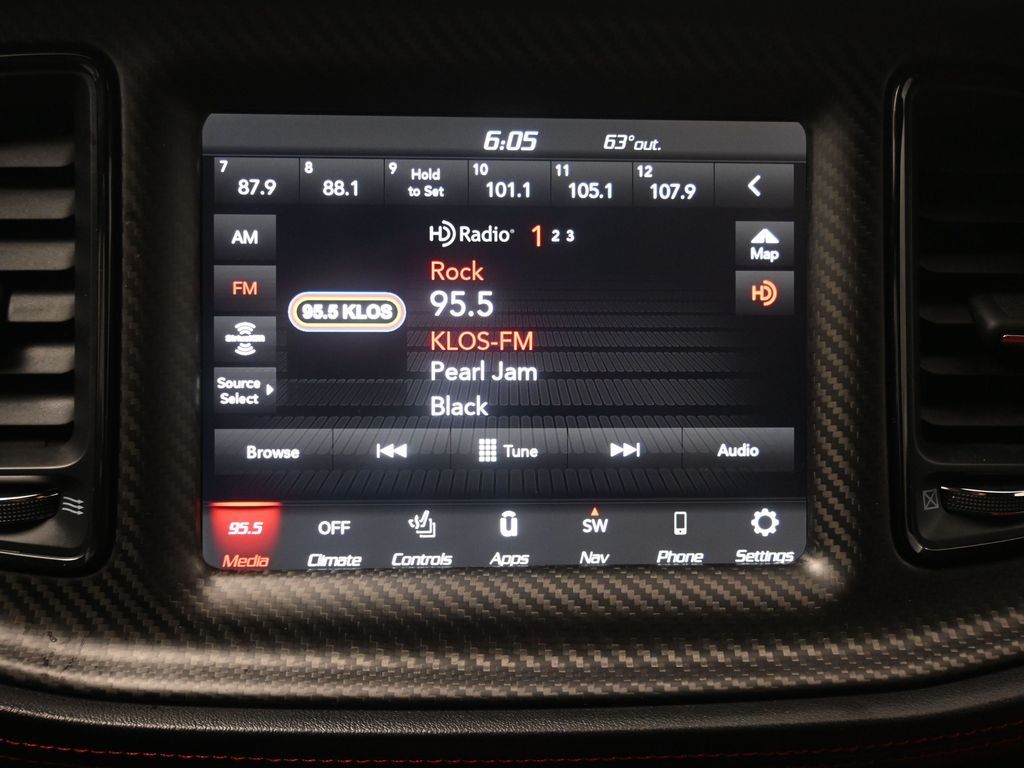 6:05 63°out.
7 87.9 8 88.1 9 Hold to Set 10 101.1 11 105.1 12 107.9
AM HD Radio® 1 2 3 Map
Rock
FM 95.5 HD
95.5 KLOS
KLOS-FM
Pearl Jam
Source Select
Black
Browse Tune Audio
95.5 OFF SW
Media Climate Controls Apps Nav Phone Settings